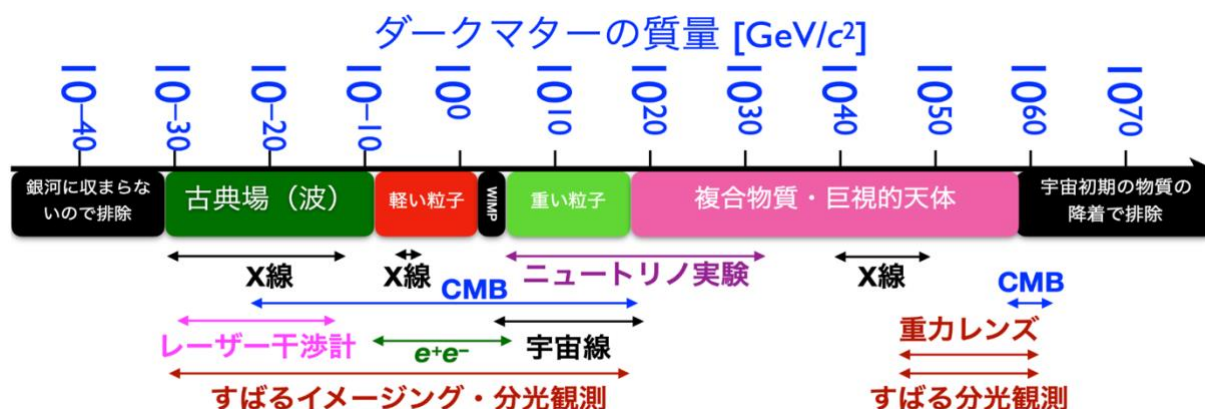 ダークマターの質量 [GeV/c²]
10⁻⁴⁰ 10⁻³⁰ 10⁻²⁰ 10⁻¹⁰ 10⁰ 10¹⁰ 10²⁰ 10³⁰ 10⁴⁰ 10⁵⁰ 10⁶⁰ 10⁷⁰
銀河に収まらな
いので排除
古典場（波）
軽い粒子
WIMP
重い粒子
複合物質・巨視的天体
宇宙初期の物質の
降着で排除
X線
X線
ニュートリノ実験
X線
CMB
CMB
レーザー干渉計
e⁺e⁻
宇宙線
重力レンズ
すばるイメージング・分光観測
すばる分光観測